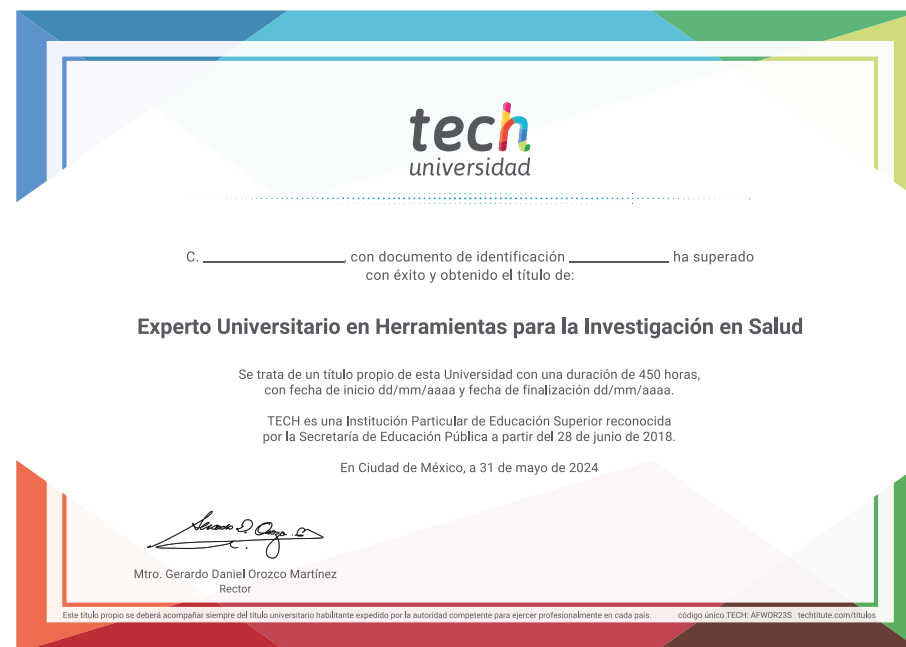 tech
universidad
C. ____________, con documento de identificación ____________ ha superado
con éxito y obtenido el título de:
Experto Universitario en Herramientas para la Investigación en Salud
Se trata de un título propio de esta Universidad con una duración de 450 horas,
con fecha de inicio dd/mm/aaaa y fecha de finalización dd/mm/aaaa.
TECH es una Institución Particular de Educación Superior reconocida
por la Secretaría de Educación Pública a partir del 28 de junio de 2018.
En Ciudad de México, a 31 de mayo de 2024
Mtro. Gerardo Daniel Orozco Martínez
Rector
Este título propio se deberá acompañar siempre del título universitario habilitante expedido por la autoridad competente para ejercer profesionalmente en cada país. código único TECH: AFWOR23S techtitute.com/titulos